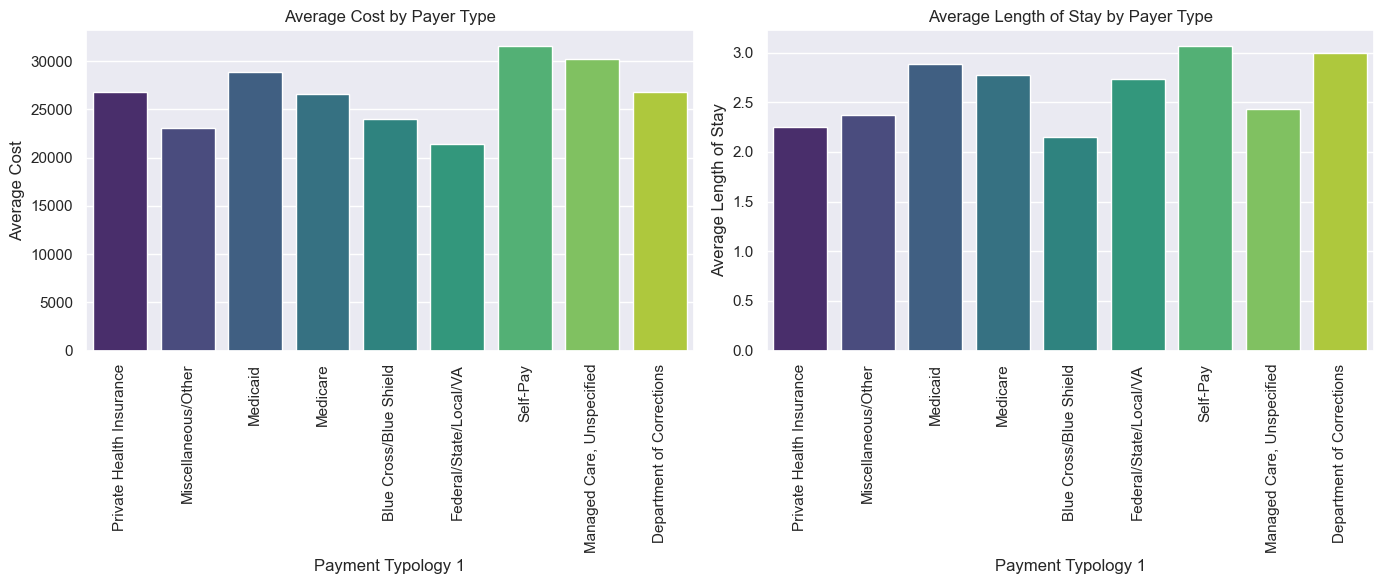 Average Cost by Payer Type
Average Cost
30000
25000
20000
15000
10000
5000
0
Private Health Insurance
Miscellaneous/Other
Medicaid
Medicare
Blue Cross/Blue Shield
Federal/State/Local/VA
Self-Pay
Managed Care, Unspecified
Department of Corrections
Payment Typology 1
Average Length of Stay by Payer Type
Average Length of Stay
3.0
2.5
2.0
1.5
1.0
0.5
0.0
Private Health Insurance
Miscellaneous/Other
Medicaid
Medicare
Blue Cross/Blue Shield
Federal/State/Local/VA
Self-Pay
Managed Care, Unspecified
Department of Corrections
Payment Typology 1